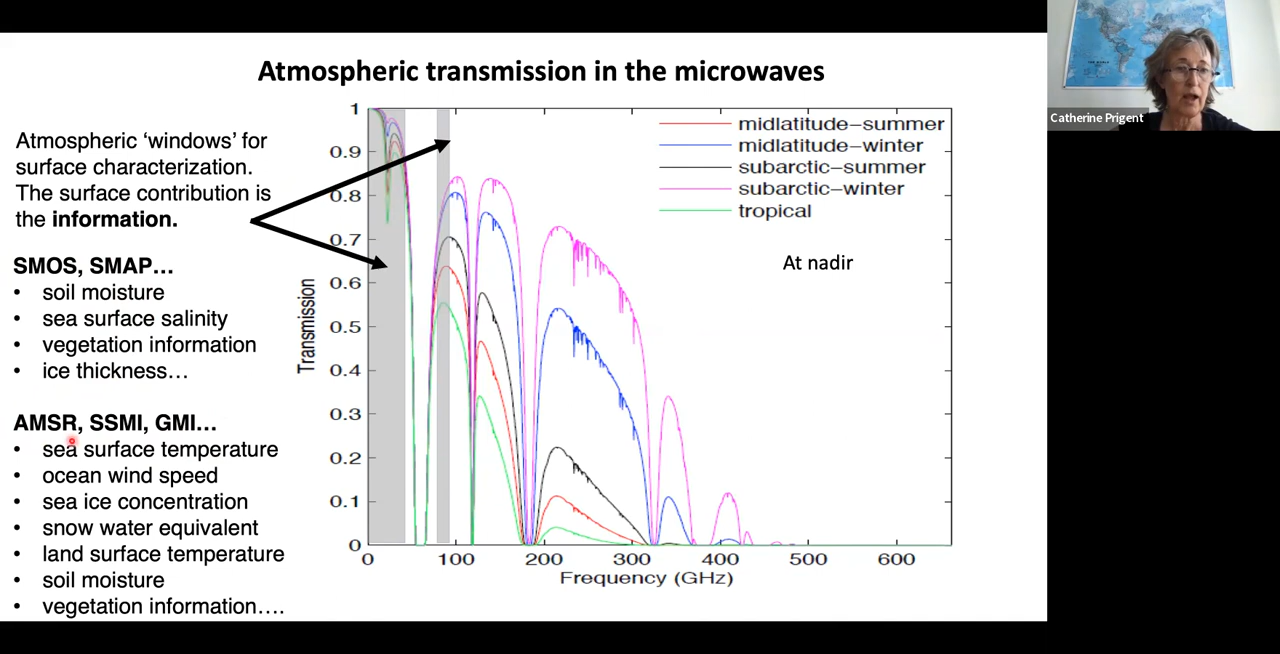 Atmospheric transmission in the microwaves
Atmospheric ‘windows’ for
surface characterization.
The surface contribution is
the information.
SMOS, SMAP…
• soil moisture
• sea surface salinity
• vegetation information
• ice thickness…
AMSR, SSMI, GMI…
• sea surface temperature
• ocean wind speed
• sea ice concentration
• snow water equivalent
• land surface temperature
• soil moisture
• vegetation information….
Transmission
1
0.9
0.8
0.7
0.6
0.5
0.4
0.3
0.2
0.1
0
midlatitude−summer
midlatitude−winter
subarctic−summer
subarctic−winter
tropical
At nadir
0 100 200 300 400 500 600
Frequency (GHz)
Catherine Prigent